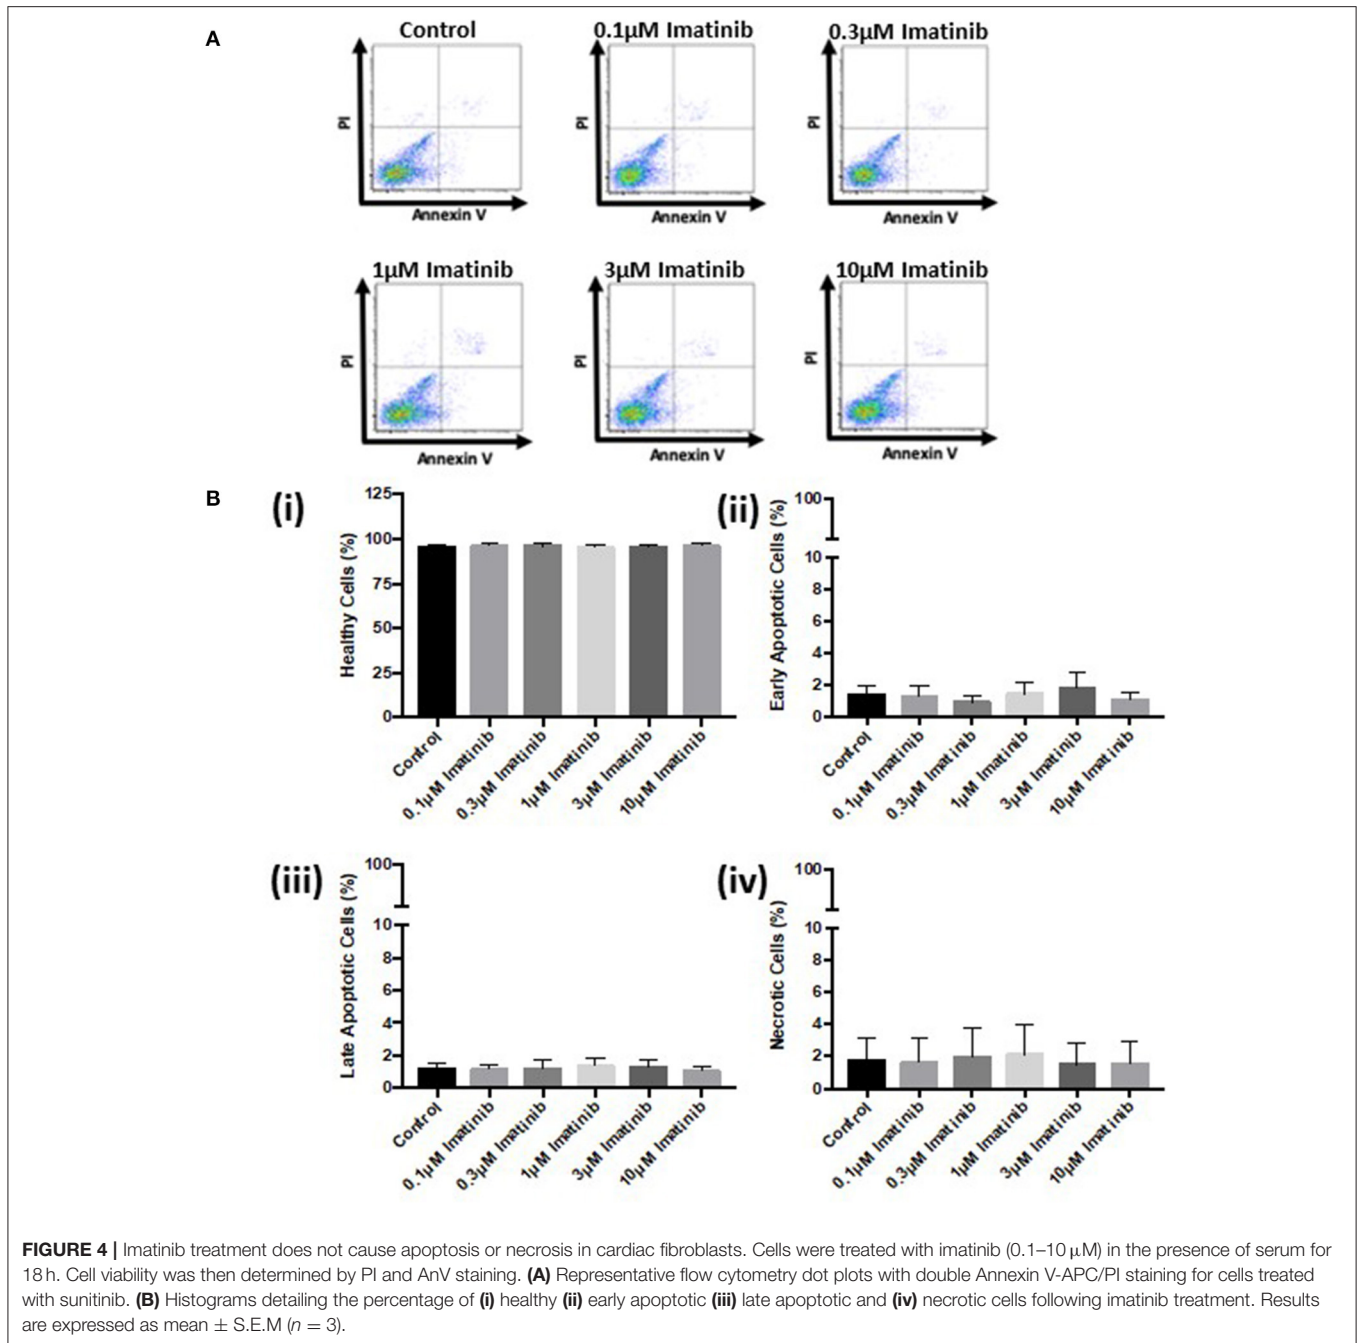 A
Control
0.1µM Imatinib
0.3µM Imatinib
PI
Annexin V
PI
Annexin V
PI
Annexin V
1µM Imatinib
3µM Imatinib
10µM Imatinib
PI
Annexin V
PI
Annexin V
PI
Annexin V
B
(i)
Healthy Cells (%)
125
100
75
50
25
0
Control
0.1µM Imatinib
0.3µM Imatinib
1µM Imatinib
3µM Imatinib
10µM Imatinib
(ii)
Early Apoptotic Cells (%)
100
10
8
6
4
2
0
Control
0.1µM Imatinib
0.3µM Imatinib
1µM Imatinib
3µM Imatinib
10µM Imatinib
(iii)
Late Apoptotic Cells (%)
100
10
8
6
4
2
0
Control
0.1µM Imatinib
0.3µM Imatinib
1µM Imatinib
3µM Imatinib
10µM Imatinib
(iv)
Necrotic Cells (%)
100
10
8
6
4
2
0
Control
0.1µM Imatinib
0.3µM Imatinib
1µM Imatinib
3µM Imatinib
10µM Imatinib
FIGURE 4 | Imatinib treatment does not cause apoptosis or necrosis in cardiac fibroblasts. Cells were treated with imatinib (0.1–10 µM) in the presence of serum for
18 h. Cell viability was then determined by PI and AnV staining. (A) Representative flow cytometry dot plots with double Annexin V-APC/PI staining for cells treated
with sunitinib. (B) Histograms detailing the percentage of (i) healthy (ii) early apoptotic (iii) late apoptotic and (iv) necrotic cells following imatinib treatment. Results
are expressed as mean ± S.E.M (n = 3).